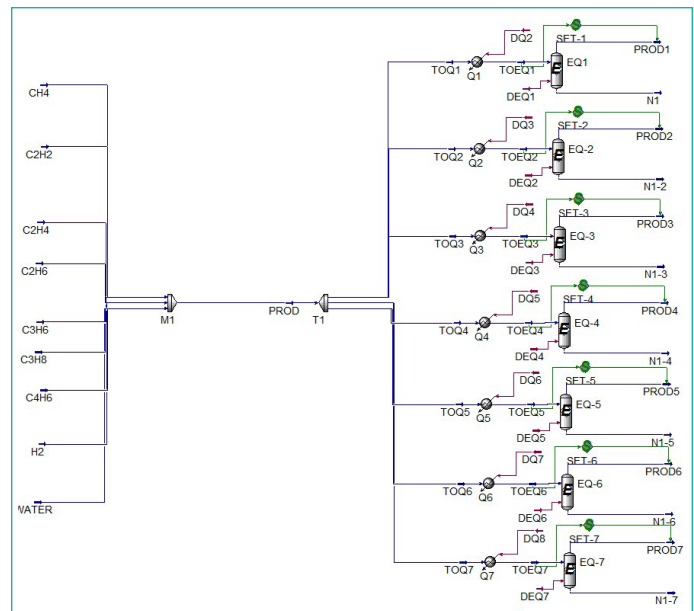 CH4
C2H2
C2H4
C2H6
C3H6
C3H8
C4H6
H2
WATER
M1
PROD
T1
DQ2
SET-1
PROD1
TOQ1
Q1
TOEQ1
EQ1
DEQ1
N1
DQ3
SET-2
PROD2
TOQ2
Q2
TOEQ2
EQ-2
DEQ2
N1-2
DQ4
SET-3
PROD3
TOQ3
Q3
TOEQ3
EQ-3
DEQ3
N1-3
DQ5
SET-4
PROD4
TOQ4
Q4
TOEQ4
EQ-4
DEQ4
N1-4
DQ6
SET-5
PROD5
TOQ5
Q5
TOEQ5
EQ-5
DEQ5
N1-5
DQ7
SET-6
PROD6
TOQ6
Q6
TOEQ6
EQ-6
DEQ6
N1-6
DQ8
SET-7
PROD7
TOQ7
Q7
TOEQ7
EQ-7
DEQ7
N1-7